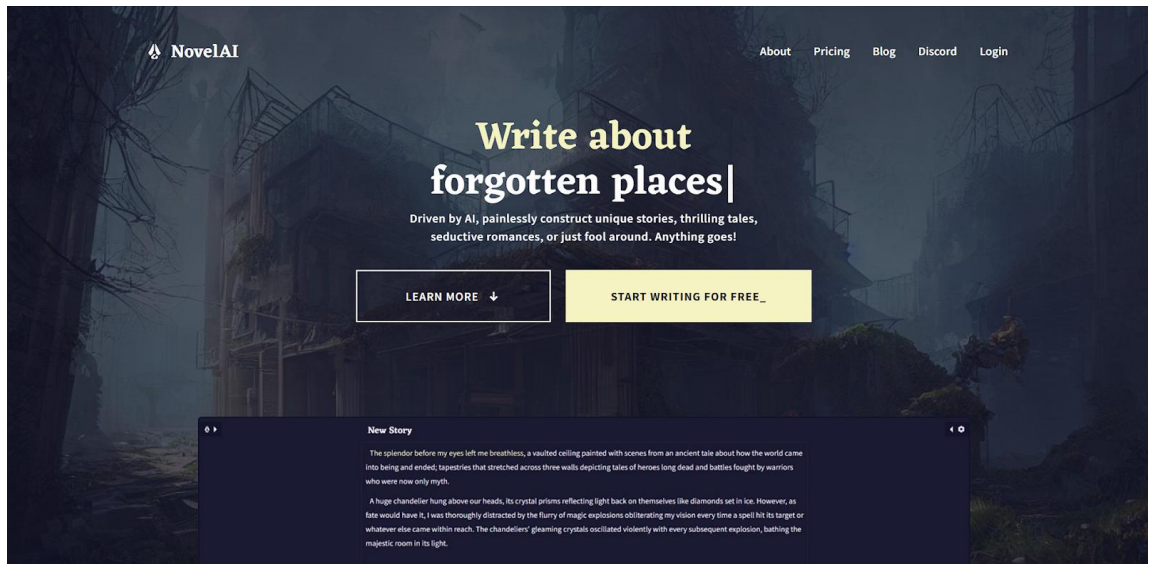 NovelAI
About Pricing Blog Discord Login
Write about
forgotten places|
Driven by AI, painlessly construct unique stories, thrilling tales,
seductive romances, or just fool around. Anything goes!
LEARN MORE ↓
START WRITING FOR FREE_
New Story
The splendor before my eyes left me breathless, a vaulted ceiling painted with scenes from an ancient tale about how the world came
into being and ended; tapestries that stretched across three walls depicting tales of heroes long dead and battles fought by warriors
who were now only myth.
A huge chandelier hung above our heads, its crystal prisms reflecting light back on themselves like diamonds set in ice. However, as
fate would have it, I was thoroughly distracted by the flurry of magic explosions obliterating my vision every time a spell hit its target or
whatever else came within reach. The chandeliers' gleaming crystals oscillated violently with every subsequent explosion, bathing the
majestic room in its light.